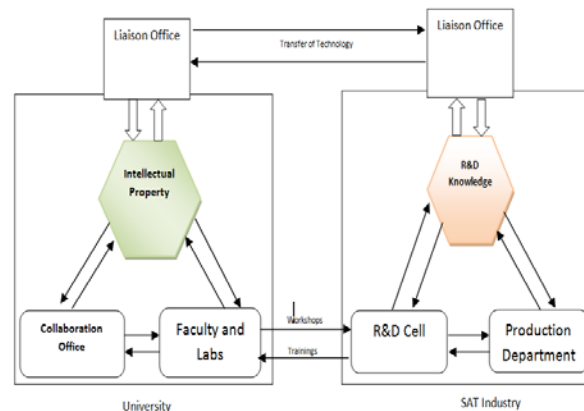 Liaison Office
Liaison Office
Transfer of Technology
Intellectual
Property
R&D
Knowledge
Collaboration
Office
Faculty and
Labs
Workshops
Trainings
R&D Cell
Production
Department
University
SAT Industry